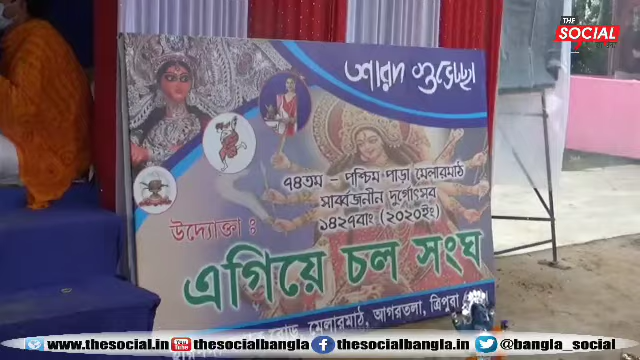 THE
SOCIAL
শারদ শুভেচ্ছা
৭৪তম - পশ্চিম পাড়া মেলারমাঠ
সার্ব্বজনীন দুর্গোৎসব
১৪২৭বাং (২০২০ইং)
উদ্যোক্তা ঃ
এগিয়ে চল সংঘ
রোড, মেলারমাঠ, আগরতলা, ত্রিপুরা
www.thesocial.in thesocialbangla thesocialbangla.in @bangla_social